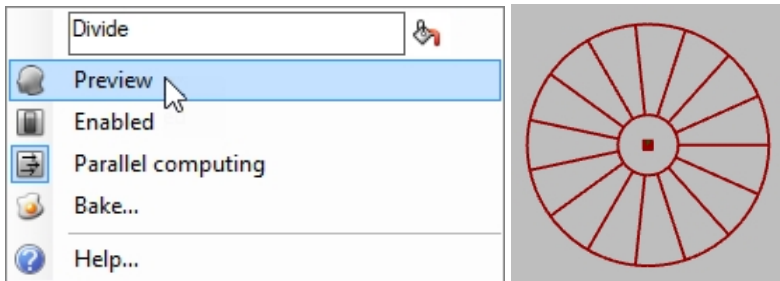 Divide
Preview
Enabled
Parallel computing
Bake...
Help...